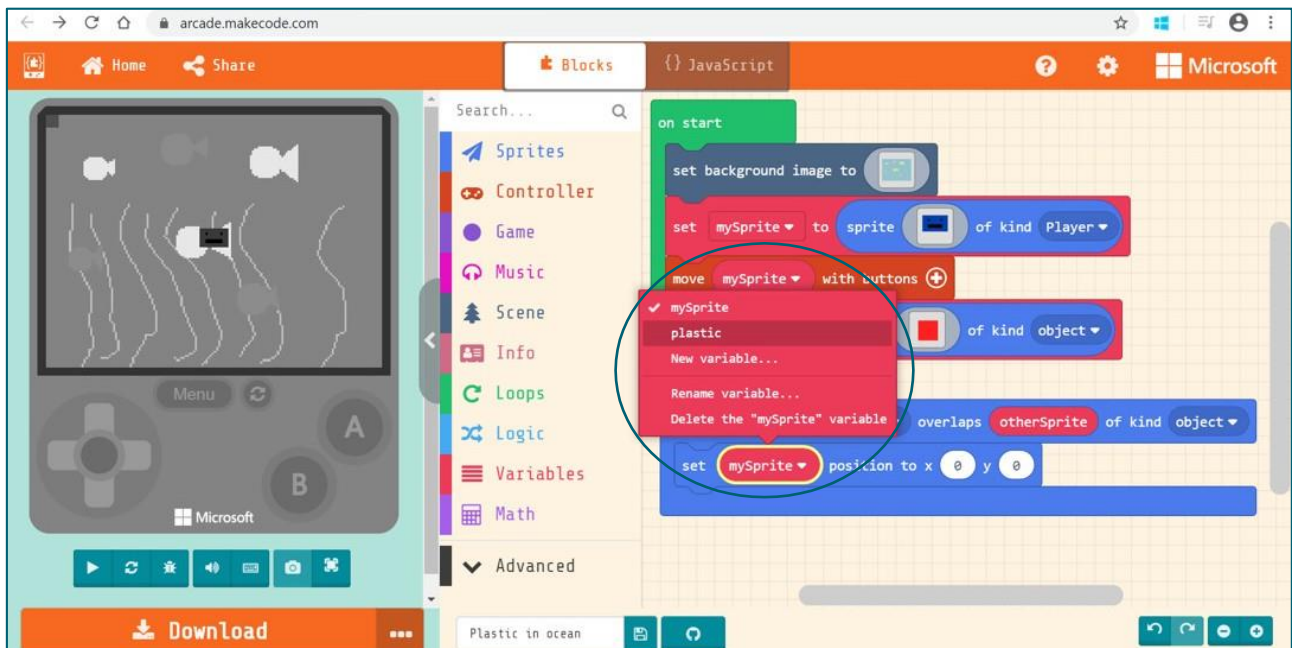 arcade.makecode.com
Home
Share
Blocks
{} JavaScript
?
Microsoft
Menu
A
B
Microsoft
Download
Search...
Sprites
Controller
Game
Music
Scene
Info
Loops
Logic
Variables
Math
Advanced
Plastic in ocean
on start
set background image to
set mySprite to sprite of kind Player
move mySprite with buttons
mySprite
plastic
New variable...
Rename variable...
Delete the "mySprite" variable
of kind object
overlaps otherSprite of kind object
set mySprite position to x 0 y 0